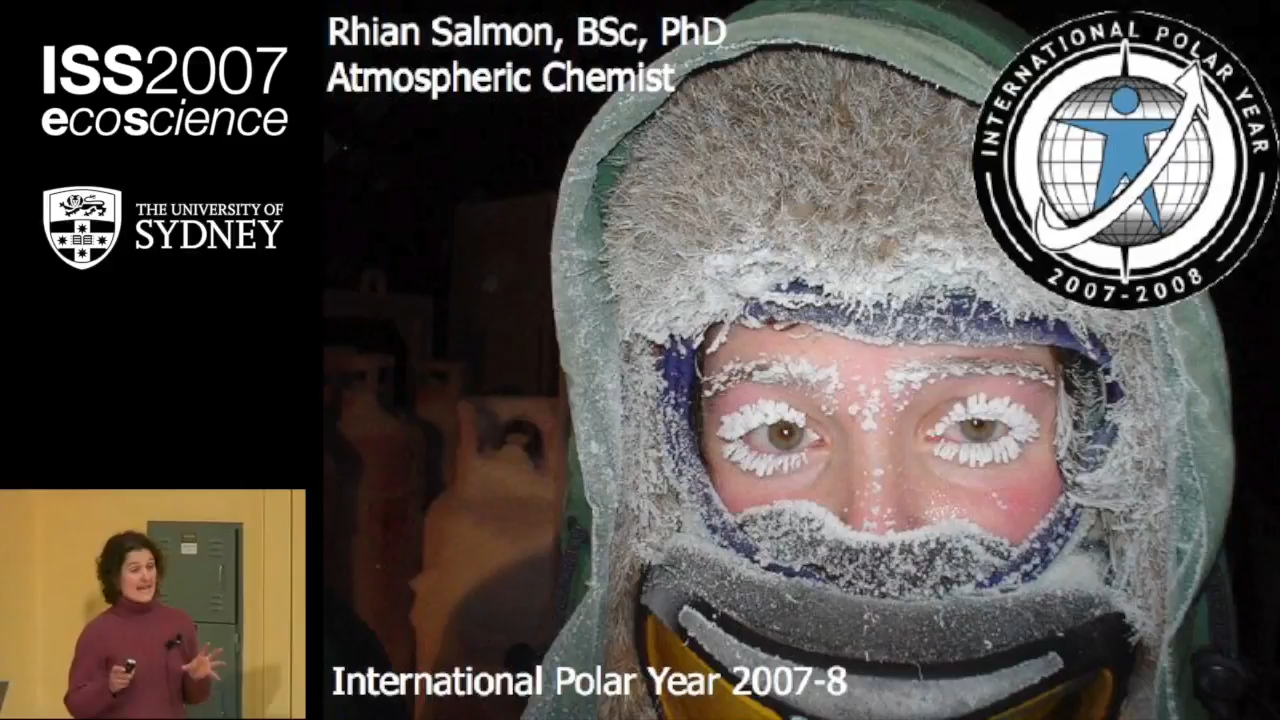 ISS2007
ecoscience
THE UNIVERSITY OF
SYDNEY
Rhian Salmon, BSc, PhD
Atmospheric Chemist
INTERNATIONAL POLAR YEAR
2007-2008
International Polar Year 2007-8